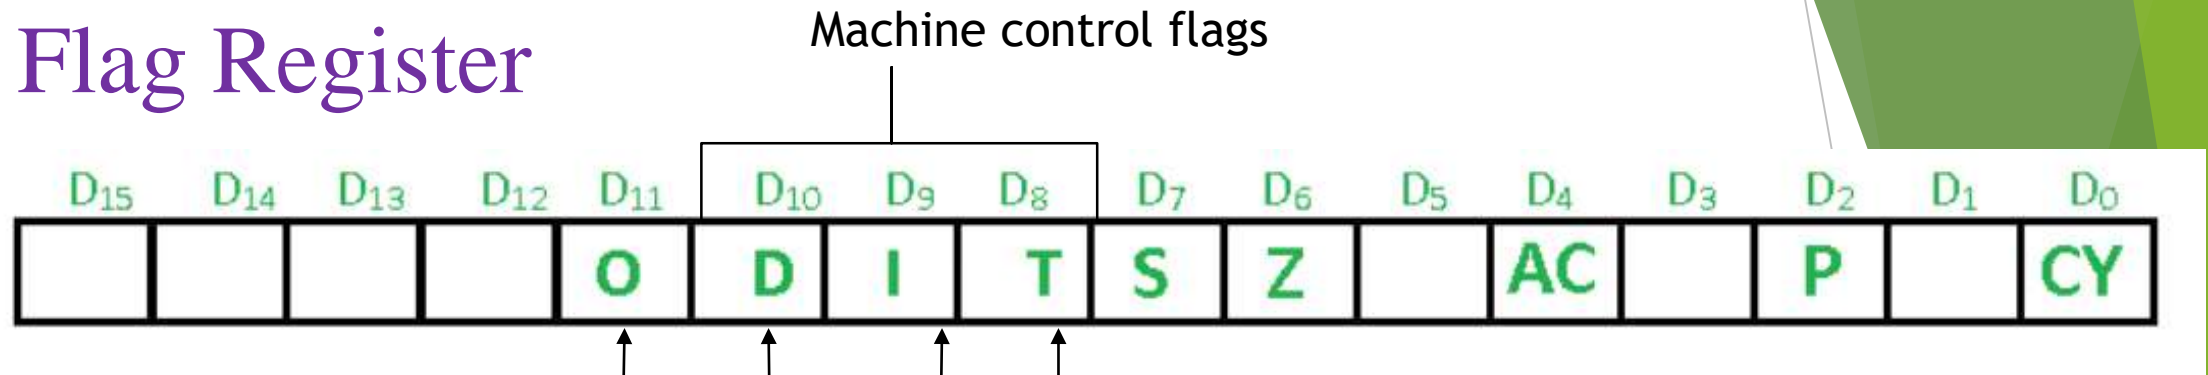 Machine control flags
Flag Register
D15 D14 D13 D12 D11 D10 D9 D8 D7 D6 D5 D4 D3 D2 D1 D0
O D I T S Z AC P CY